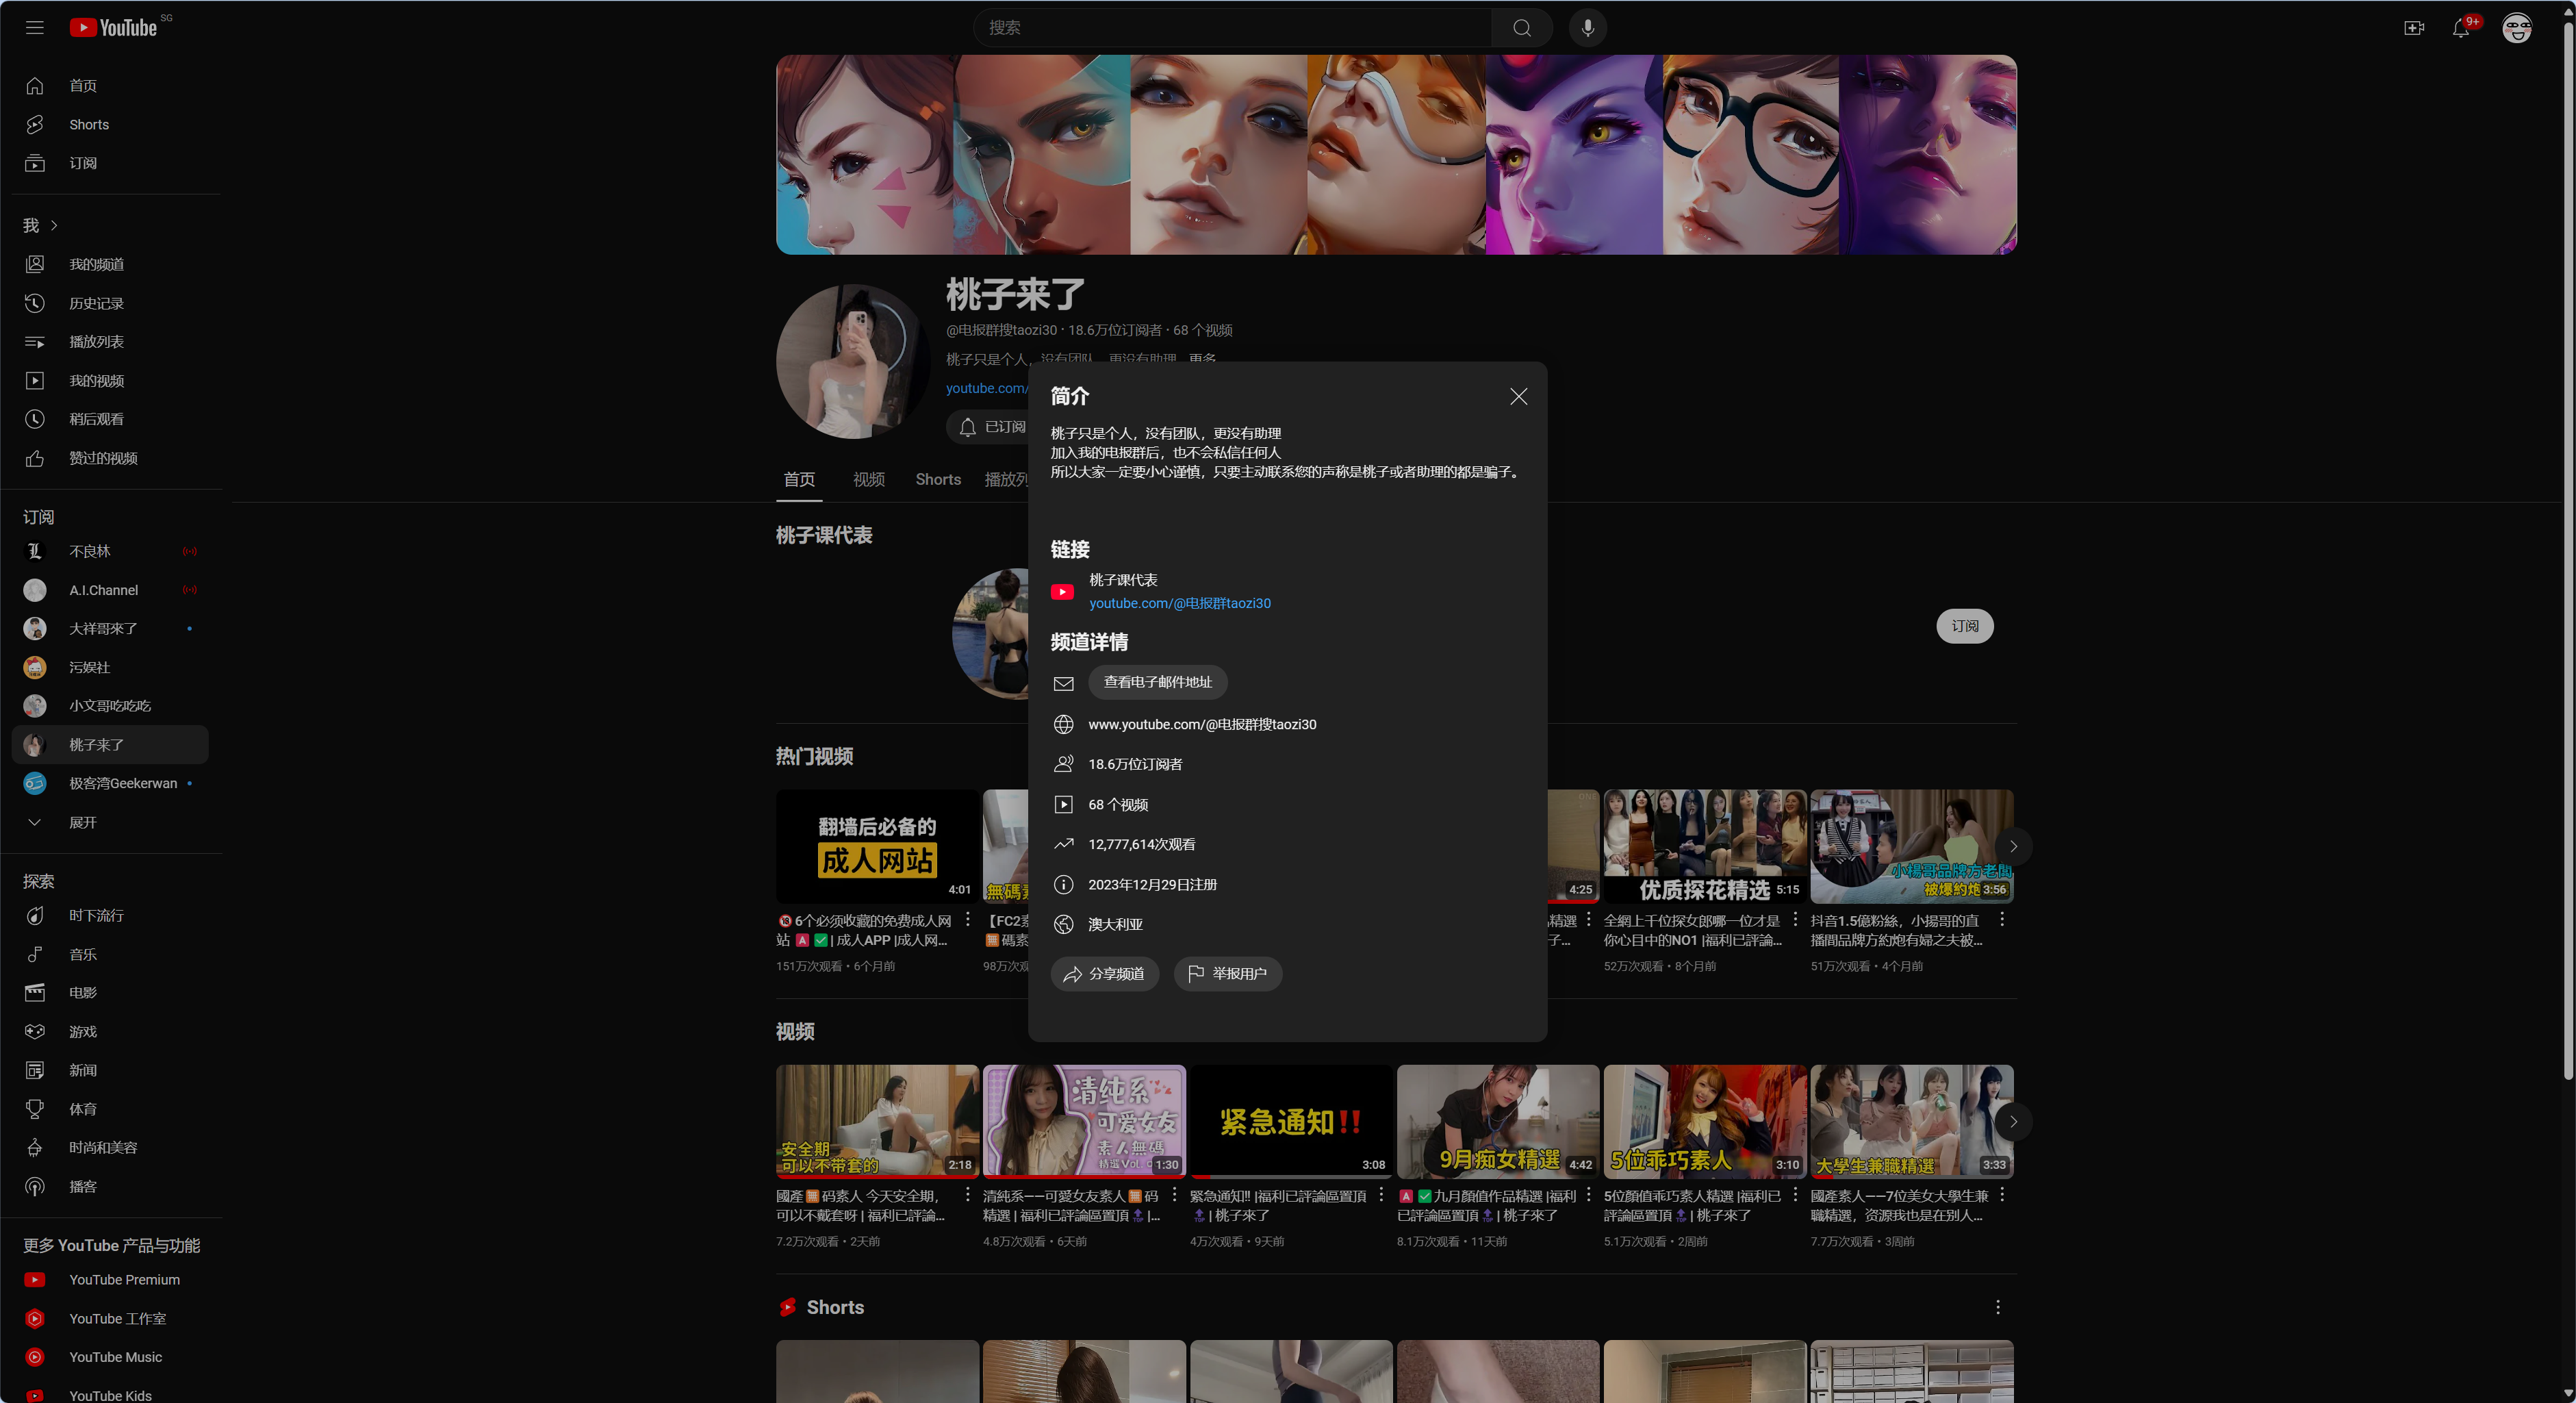 YouTube SG
搜索
9+
首页
Shorts
订阅
我
我的频道
历史记录
播放列表
我的视频
稍后观看
赞过的视频
订阅
不良林
A.I.Channel
大祥哥來了
污娱社
小文哥吃吃吃
桃子来了
极客湾Geekerwan
展开
探索
时下流行
音乐
电影
游戏
新闻
体育
时尚和美容
播客
更多 YouTube 产品与功能
YouTube Premium
YouTube 工作室
YouTube Music
YouTube Kids
桃子来了
@电报群搜taozi30 · 18.6万位订阅者 · 68 个视频
桃子只是个人，没有团队，更没有助理 ...更多
youtube.com/
已订阅
首页
视频
Shorts
播放列
桃子课代表
订阅
简介
桃子只是个人，没有团队，更没有助理
加入我的电报群后，也不会私信任何人
所以大家一定要小心谨慎，只要主动联系您的声称是桃子或者助理的都是骗子。
链接
桃子课代表
youtube.com/@电报群taozi30
频道详情
查看电子邮件地址
www.youtube.com/@电报群搜taozi30
18.6万位订阅者
68 个视频
12,777,614次观看
2023年12月29日注册
澳大利亚
分享频道
举报用户
热门视频
翻墙后必备的
成人网站
4:01
🔞6个必须收藏的免费成人网
站 🅰️ ✅ | 成人APP |成人网...
151万次观看 • 6个月前
無碼
【FC2素
🈚碼素
98万次
4:25
精選
子...
优质探花精选
5:15
全網上千位探女郎哪一位才是
你心目中的NO1 |福利已評論...
52万次观看 • 8个月前
小楊哥品牌方老闆
被爆約炮
3:56
抖音1.5億粉絲，小揚哥的直
播間品牌方約炮有婦之夫被...
51万次观看 • 4个月前
视频
安全期
可以不带套的
2:18
國產🈚码素人 今天安全期，
可以不戴套呀 | 福利已評論...
7.2万次观看 • 2天前
清純系
可愛女友
素人無碼
精選Vol.
1:30
清純系——可愛女友素人🈚码
精選 | 福利已評論區置頂🔝|...
4.8万次观看 • 6天前
紧急通知‼️
3:08
緊急通知‼️ |福利已評論區置頂
🔝 | 桃子來了
4万次观看 • 9天前
9月痴女精選
4:42
🅰️ ✅九月顏值作品精選 |福利
已評論區置頂🔝 | 桃子來了
8.1万次观看 • 11天前
5位乖巧素人
3:10
5位顏值乖巧素人精選 |福利已
評論區置頂🔝 | 桃子來了
5.1万次观看 • 2周前
大學生兼職精選
3:33
國產素人——7位美女大學生兼
職精選，资源我也是在別人...
7.7万次观看 • 3周前
Shorts